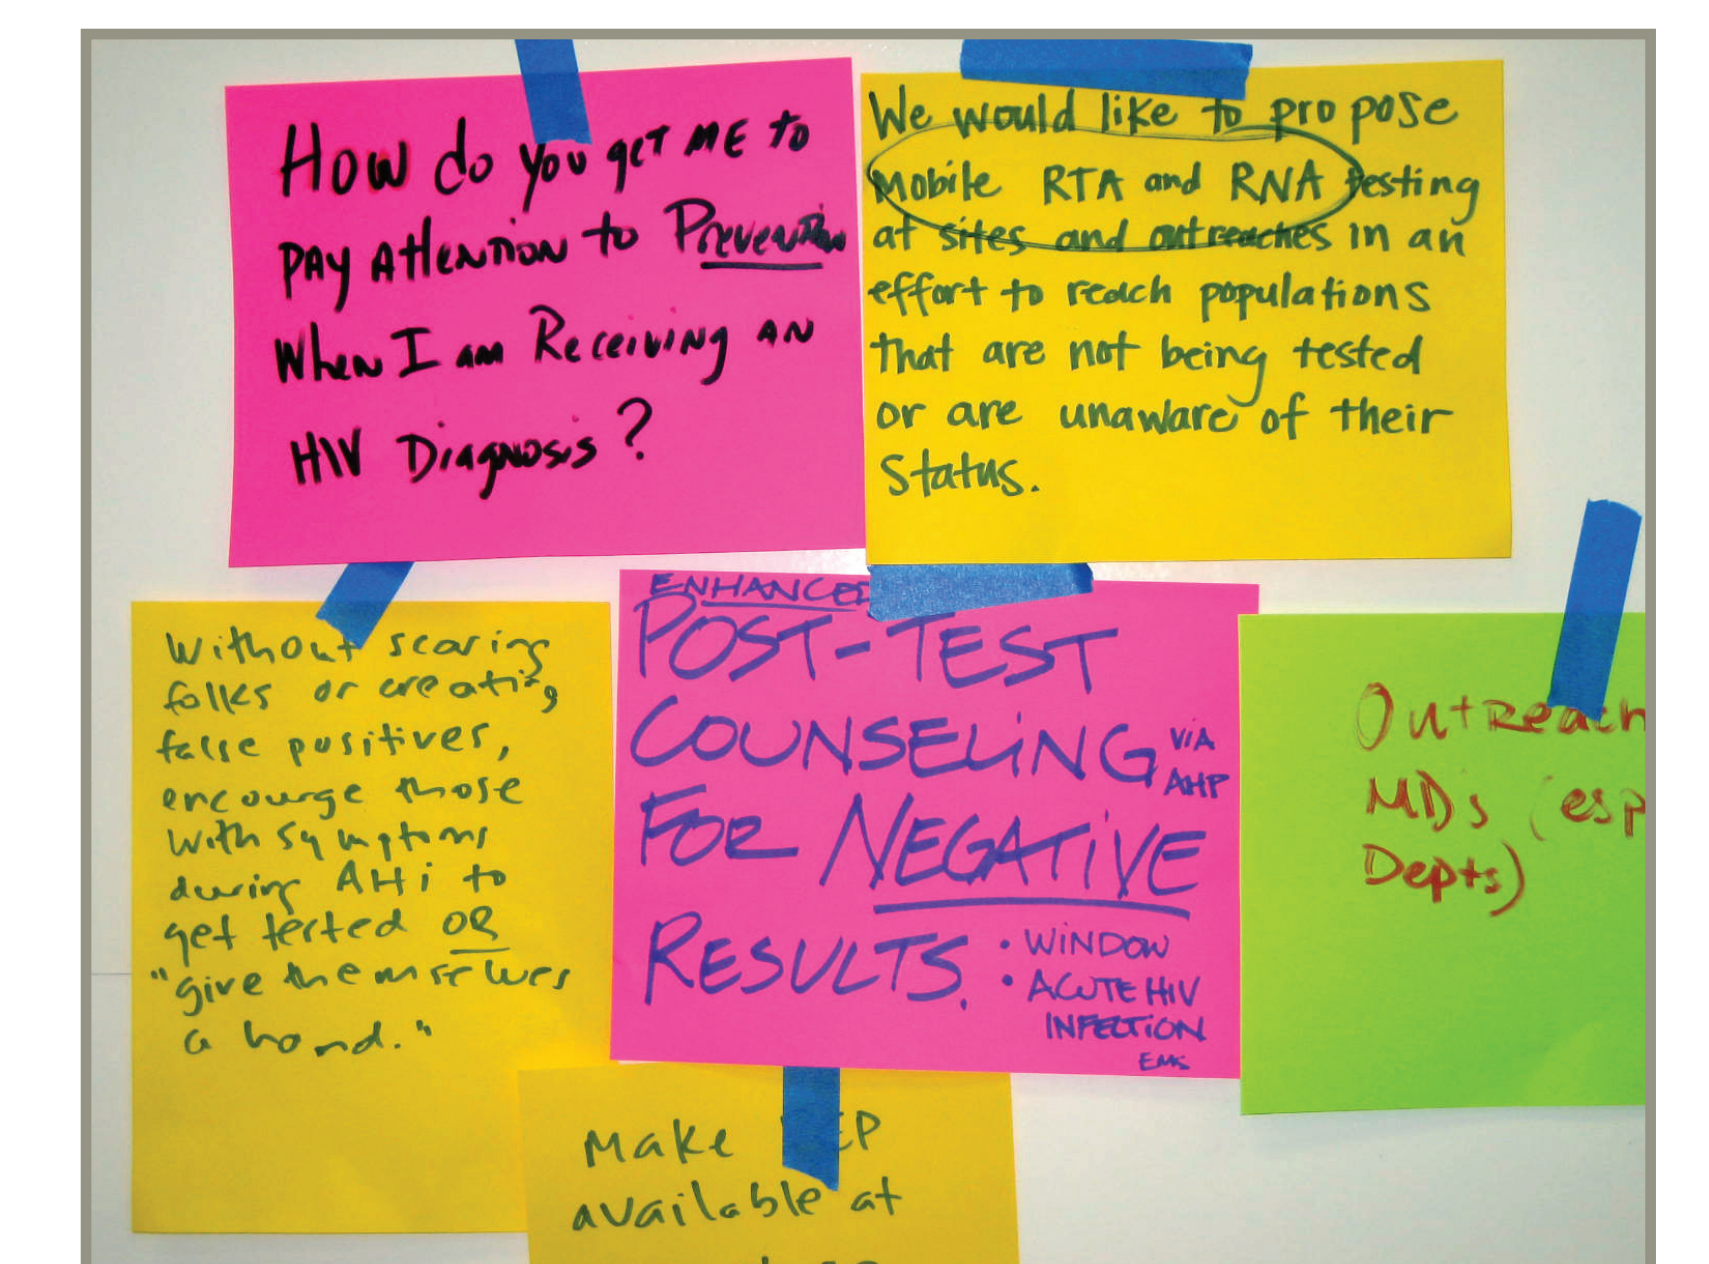 How do you get ME to
pay Attention to Prevention
When I am Receiving an
HIV Diagnosis?
We would like to propose
mobile RTA and RNA testing
at sites and outreaches in an
effort to reach populations
that are not being tested
or are unaware of their
status.
Without scaring
folks or creating
false positives,
encourge those
with symptoms
during AHi to
get tested OR
"give themselves
a hand."
ENHANCED
POST-TEST
COUNSELiNG ViA
AHP
FOR NEGATiVE
RESULTS.
• WiNDOW
• ACUTE HIV
INFECTiON
Outreach
MDs (esp
Depts)
Make
available at